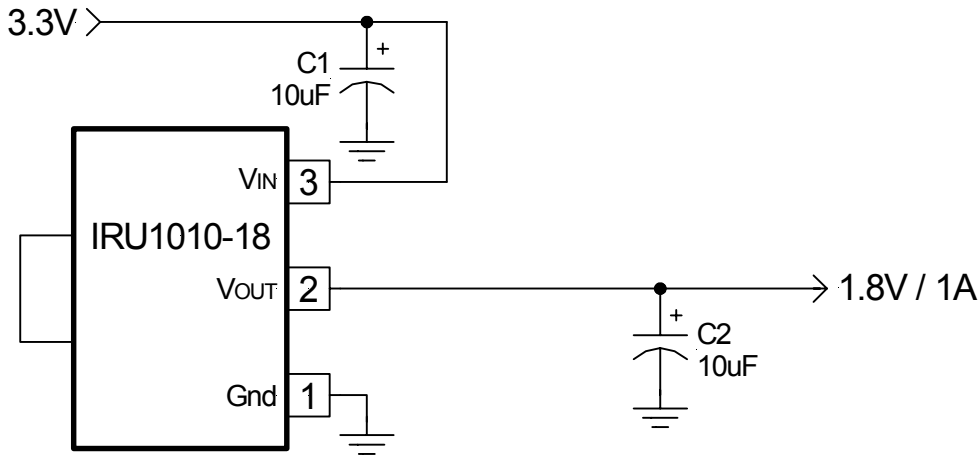 3.3V
+
C1
10uF
VIN
3
IRU1010-18
VOUT
2
1.8V / 1A
+
C2
10uF
Gnd
1